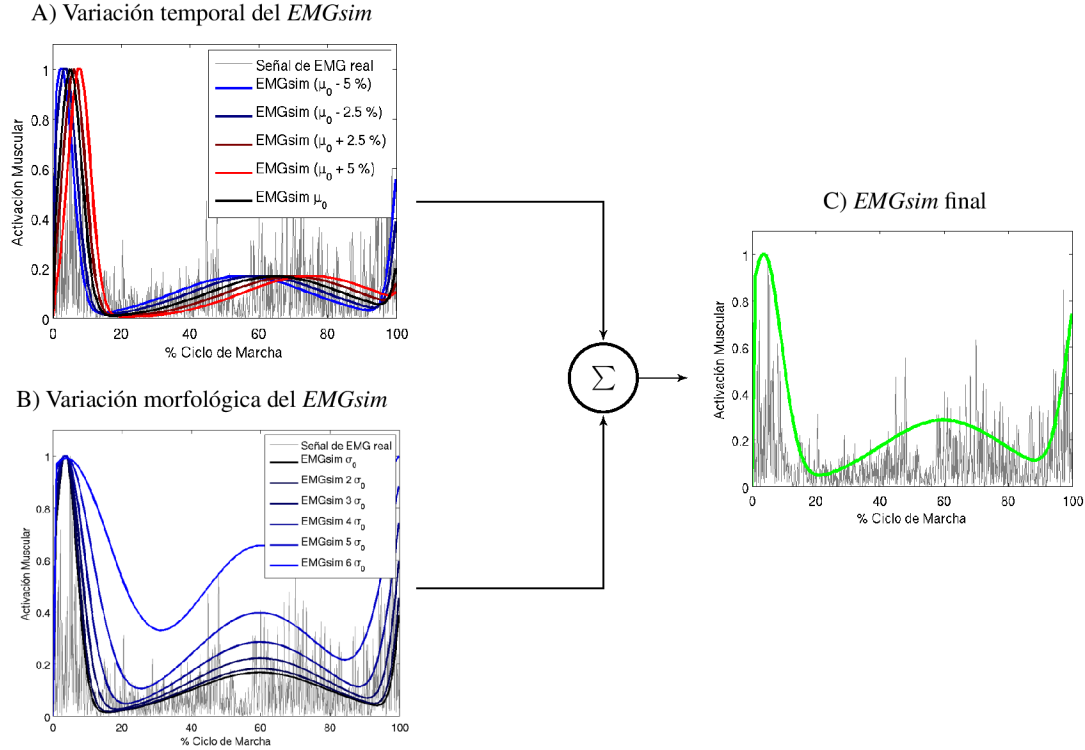 A) Variación temporal del EMGsim
Señal de EMG real
EMGsim (μ0 - 5 %)
EMGsim (μ0 - 2.5 %)
EMGsim (μ0 + 2.5 %)
EMGsim (μ0 + 5 %)
EMGsim μ0
Activación Muscular
1
0.8
0.6
0.4
0.2
0
0 20 40 60 80 100
% Ciclo de Marcha
B) Variación morfológica del EMGsim
Señal de EMG real
EMGsim σ0
EMGsim 2 σ0
EMGsim 3 σ0
EMGsim 4 σ0
EMGsim 5 σ0
EMGsim 6 σ0
Activación Muscular
1
0.8
0.6
0.4
0.2
0
0 20 40 60 80 100
% Ciclo de Marcha
∑
C) EMGsim final
Activación Muscular
1
0.8
0.6
0.4
0.2
0
0 20 40 60 80 100
% Ciclo de Marcha